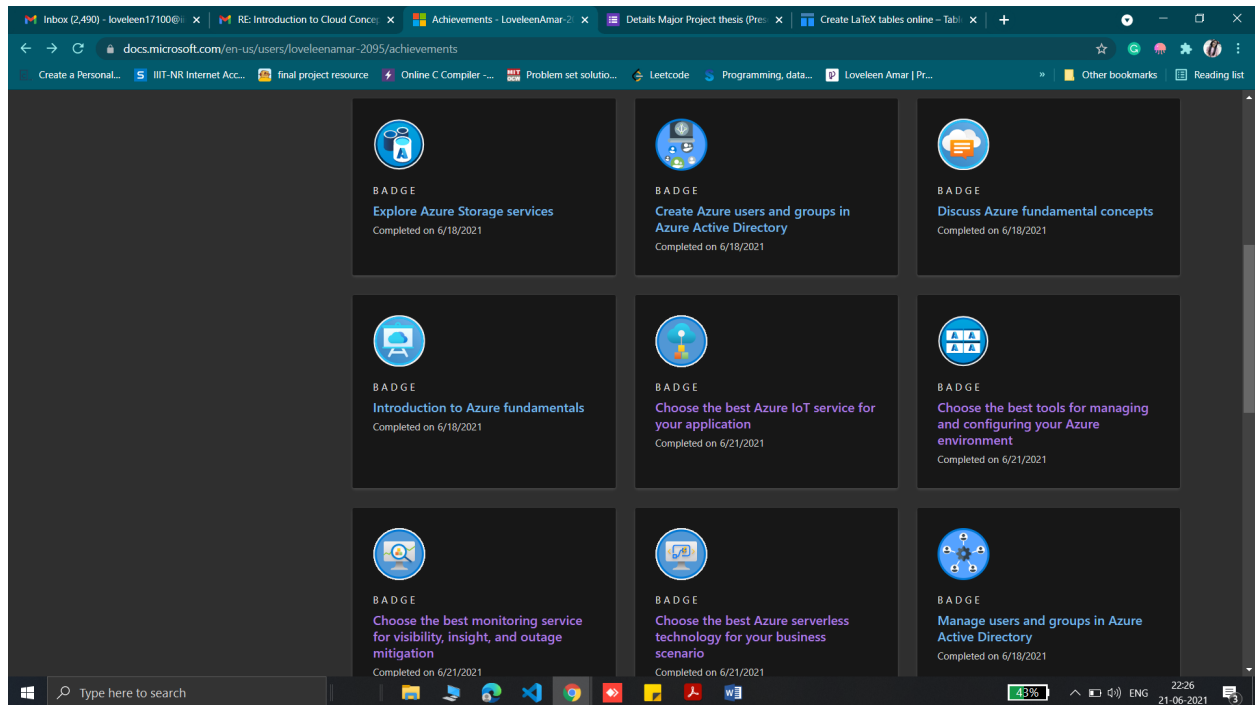 Inbox (2,490) - loveleen17100@
RE: Introduction to Cloud Conce
Achievements - LoveleenAmar-2
Details Major Project thesis (Pres
Create LaTeX tables online – Tabl
docs.microsoft.com/en-us/users/loveleenamar-2095/achievements
Create a Personal...
IIIT-NR Internet Acc...
final project resource
Online C Compiler -...
Problem set solutio...
Leetcode
Programming, data...
Loveleen Amar | Pr...
»
Other bookmarks
Reading list
BADGE
Explore Azure Storage services
Completed on 6/18/2021
BADGE
Create Azure users and groups in
Azure Active Directory
Completed on 6/18/2021
BADGE
Discuss Azure fundamental concepts
Completed on 6/18/2021
BADGE
Introduction to Azure fundamentals
Completed on 6/18/2021
BADGE
Choose the best Azure IoT service for
your application
Completed on 6/21/2021
BADGE
Choose the best tools for managing
and configuring your Azure
environment
Completed on 6/21/2021
BADGE
Choose the best monitoring service
for visibility, insight, and outage
mitigation
Completed on 6/21/2021
BADGE
Choose the best Azure serverless
technology for your business
scenario
Completed on 6/21/2021
BADGE
Manage users and groups in Azure
Active Directory
Completed on 6/18/2021
Type here to search
43%
ENG
22:26
21-06-2021
3